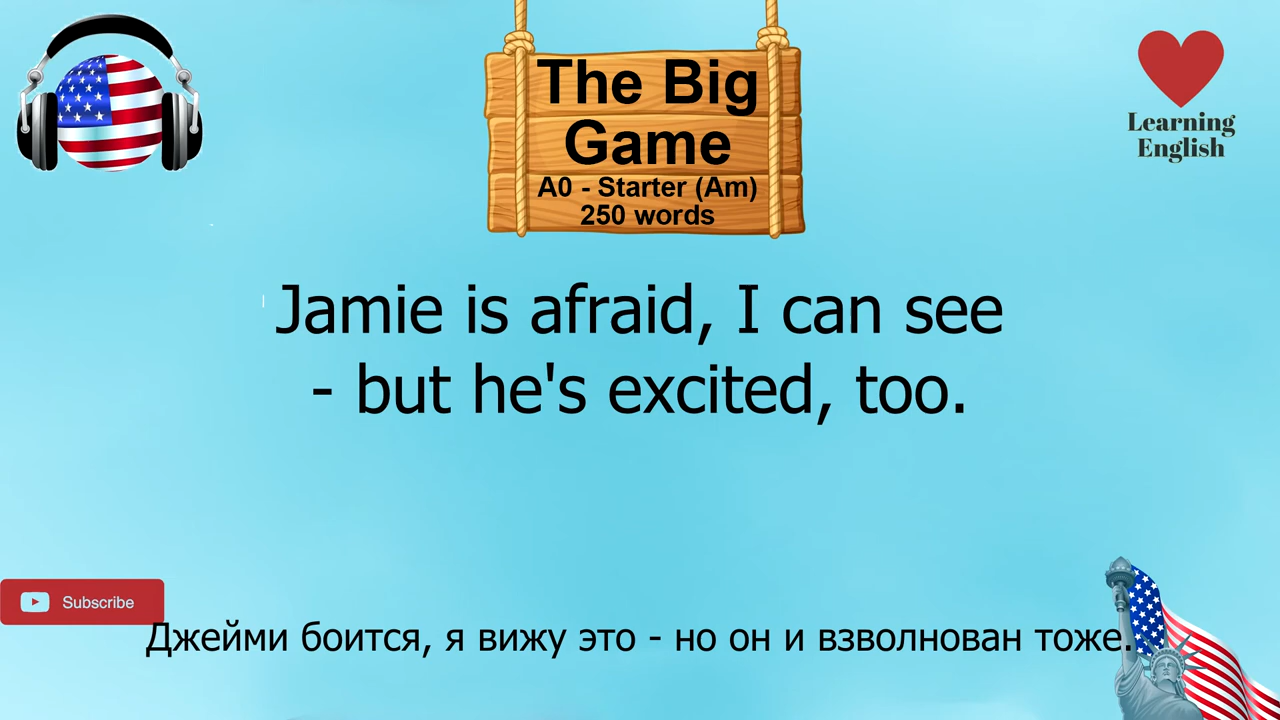 The Big
Game
A0 - Starter (Am)
250 words
Learning
English
Jamie is afraid, I can see
- but he's excited, too.
Subscribe
Джейми боится, я вижу это - но он и взволнован тоже.